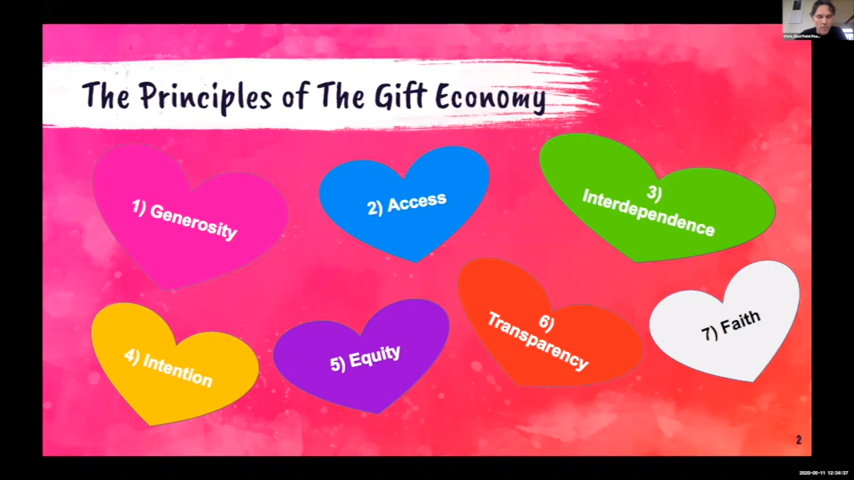 The Principles of The Gift Economy
1) Generosity
2) Access
3)
Interdependence
4) Intention
5) Equity
6)
Transparency
7) Faith
2